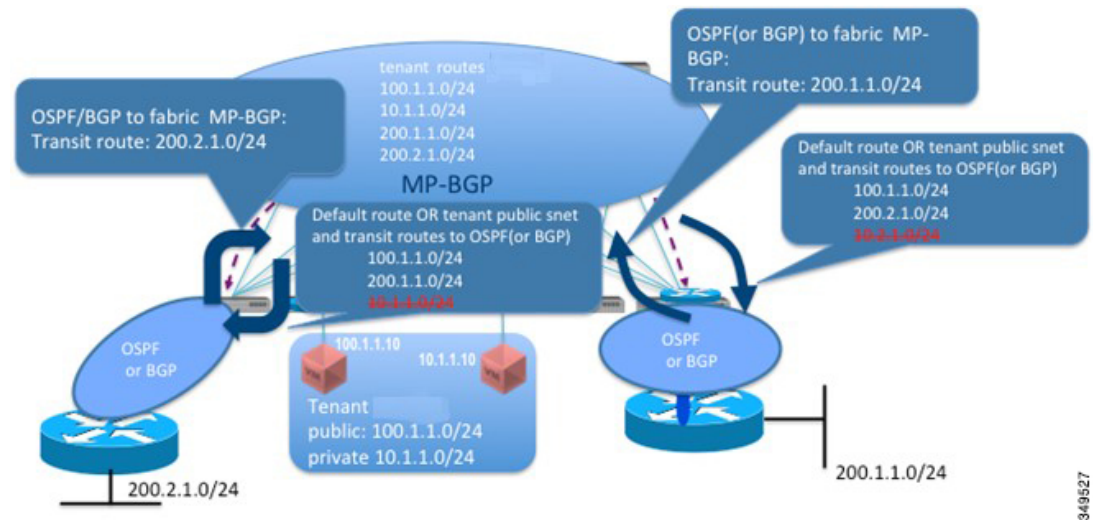 tenant routes
100.1.1.0/24
10.1.1.0/24
200.1.1.0/24
200.2.1.0/24
MP-BGP
OSPF/BGP to fabric MP-BGP:
Transit route: 200.2.1.0/24
OSPF(or BGP) to fabric MP-
BGP:
Transit route: 200.1.1.0/24
Default route OR tenant public snet
and transit routes to OSPF(or BGP)
100.1.1.0/24
200.2.1.0/24
10.2.1.0/24
Default route OR tenant public snet
and transit routes to OSPF(or BGP)
100.1.1.0/24
200.1.1.0/24
10.1.1.0/24
OSPF
or BGP
100.1.1.10
10.1.1.10
VM
VM
Tenant
public: 100.1.1.0/24
private 10.1.1.0/24
OSPF
or BGP
200.2.1.0/24
200.1.1.0/24
349527